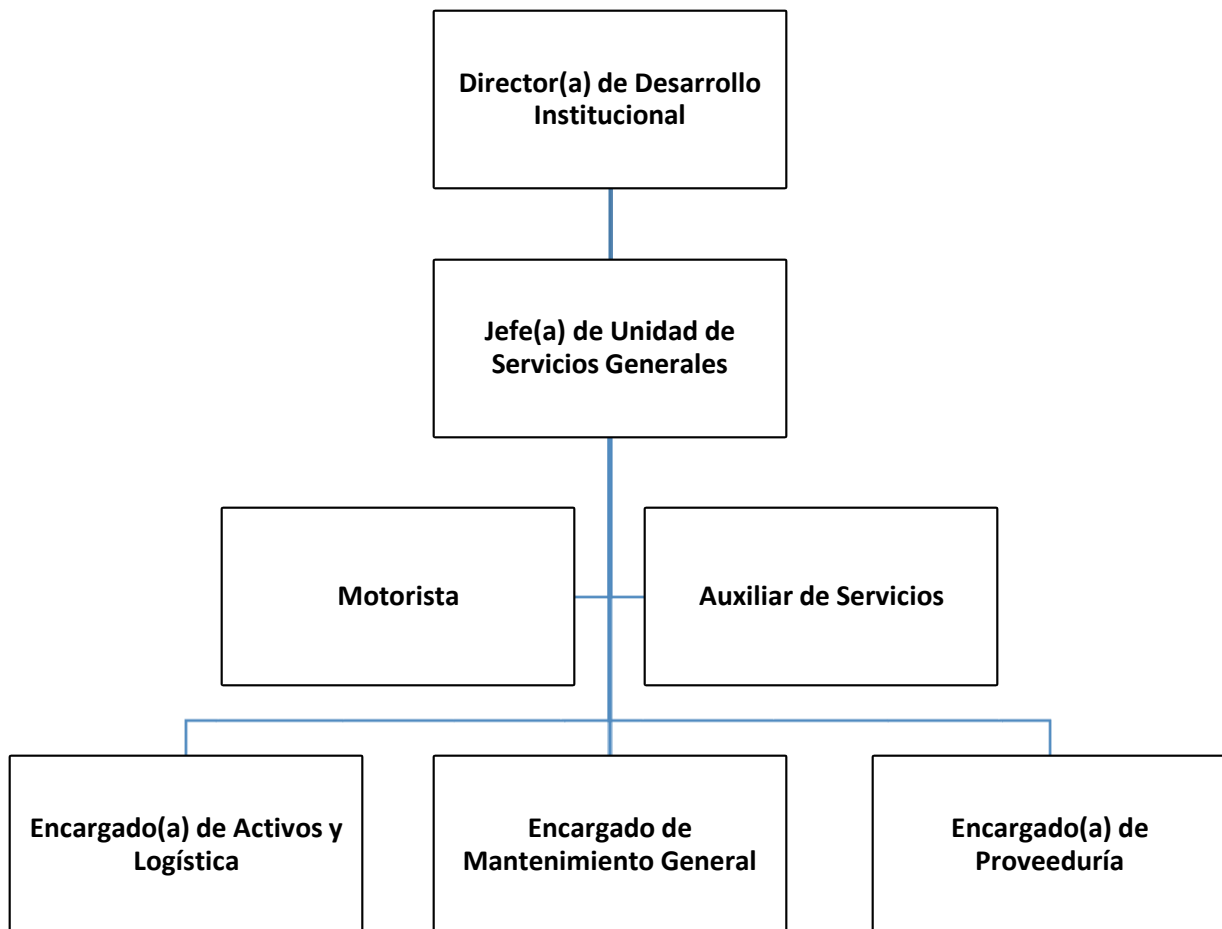 Director(a) de Desarrollo
Institucional
Jefe(a) de Unidad de
Servicios Generales
Motorista
Auxiliar de Servicios
Encargado(a) de Activos y
Logística
Encargado de
Mantenimiento General
Encargado(a) de
Proveeduría